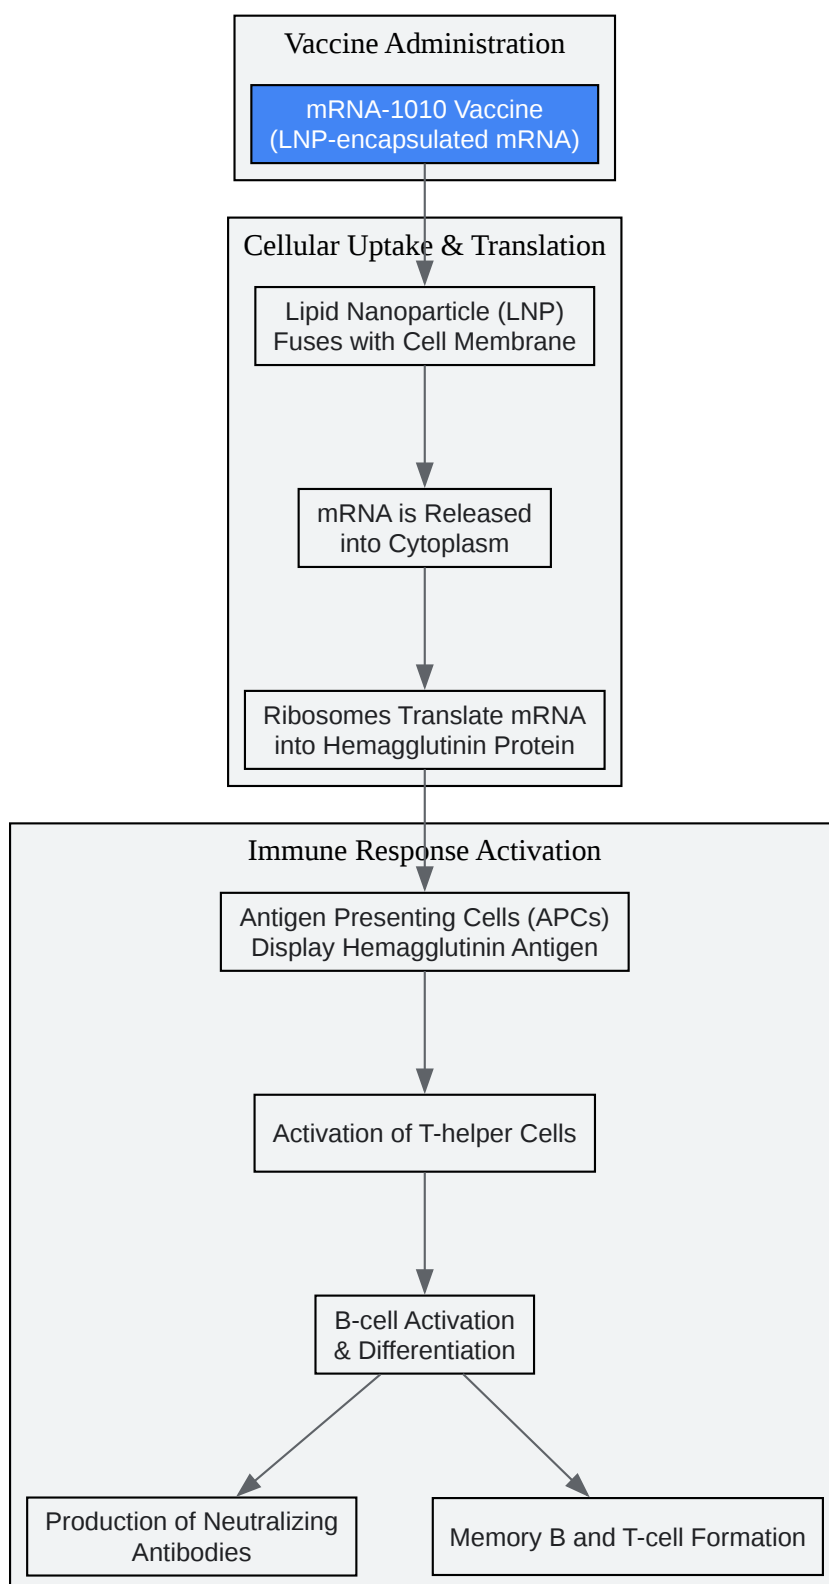 Vaccine Administration
mRNA-1010 Vaccine
(LNP-encapsulated mRNA)
Cellular Uptake & Translation
Lipid Nanoparticle (LNP)
Fuses with Cell Membrane
mRNA is Released
into Cytoplasm
Ribosomes Translate mRNA
into Hemagglutinin Protein
Immune Response Activation
Antigen Presenting Cells (APCs)
Display Hemagglutinin Antigen
Activation of T-helper Cells
B-cell Activation
& Differentiation
Production of Neutralizing
Antibodies
Memory B and T-cell Formation